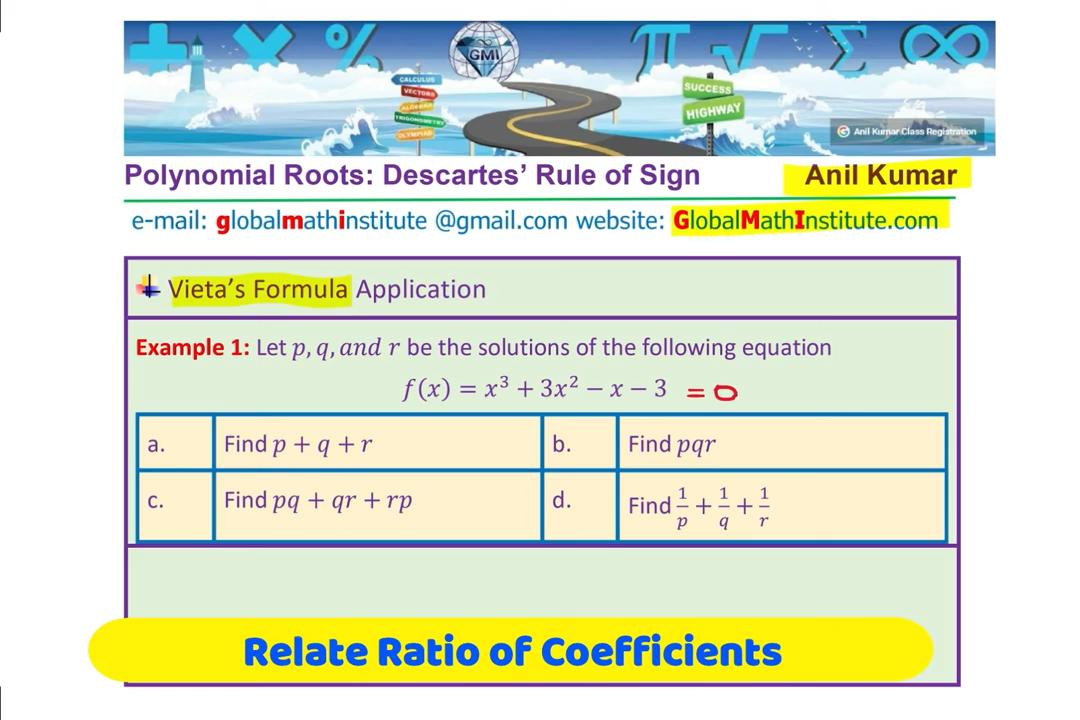 + × % GMI π √ Σ ∞
CALCULUS
VECTORS
ALGEBRA
TRIGONOMETRY
OLYMPIAD
SUCCESS
HIGHWAY
Anil Kumar Class Registration
Polynomial Roots: Descartes’ Rule of Sign Anil Kumar
e-mail: globalmathinstitute @gmail.com website: GlobalMathInstitute.com
Vieta’s Formula Application
Example 1: Let p, q, and r be the solutions of the following equation
f(x) = x³ + 3x² − x − 3 = 0
a. Find p + q + r b. Find pqr
c. Find pq + qr + rp d. Find 1/p + 1/q + 1/r
Relate Ratio of Coefficients